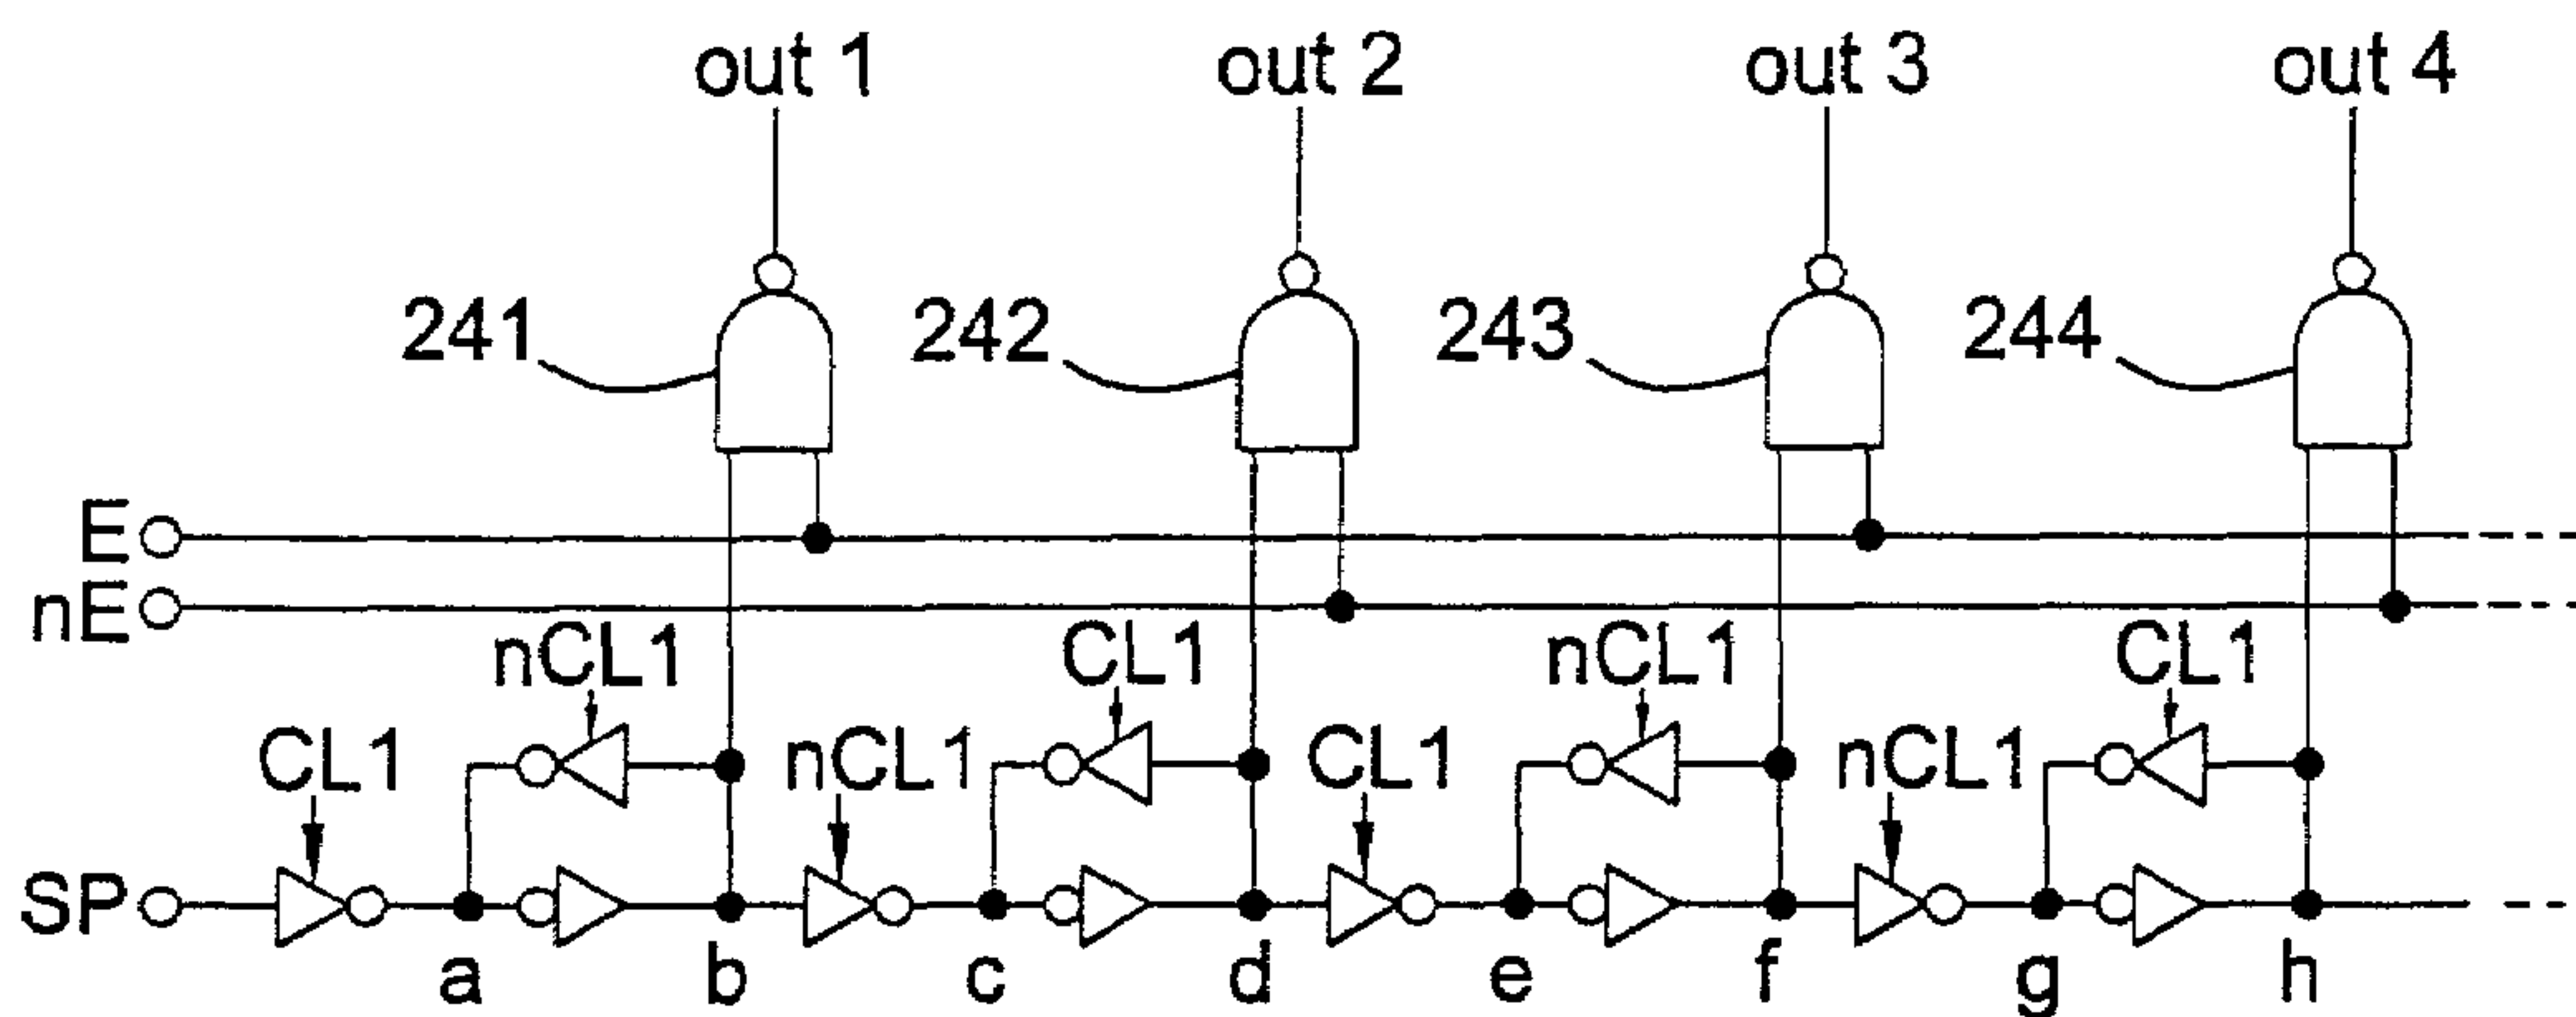 out 1 out 2 out 3 out 4
241 242 243 244
E
nE
nCL1 CL1 nCL1 CL1
CL1 nCL1 CL1 nCL1
SP
a b c d e f g h